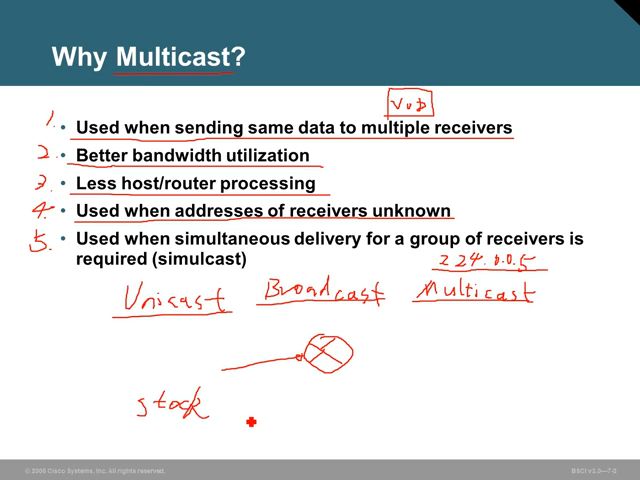 Why Multicast?
VOD
1. • Used when sending same data to multiple receivers
2. • Better bandwidth utilization
3. • Less host/router processing
4. • Used when addresses of receivers unknown
5. • Used when simultaneous delivery for a group of receivers is
required (simulcast)
224.0.0.5
Unicast Broadcast Multicast
stock
© 2006 Cisco Systems, Inc. All rights reserved.
BSCI v3.0—7-5